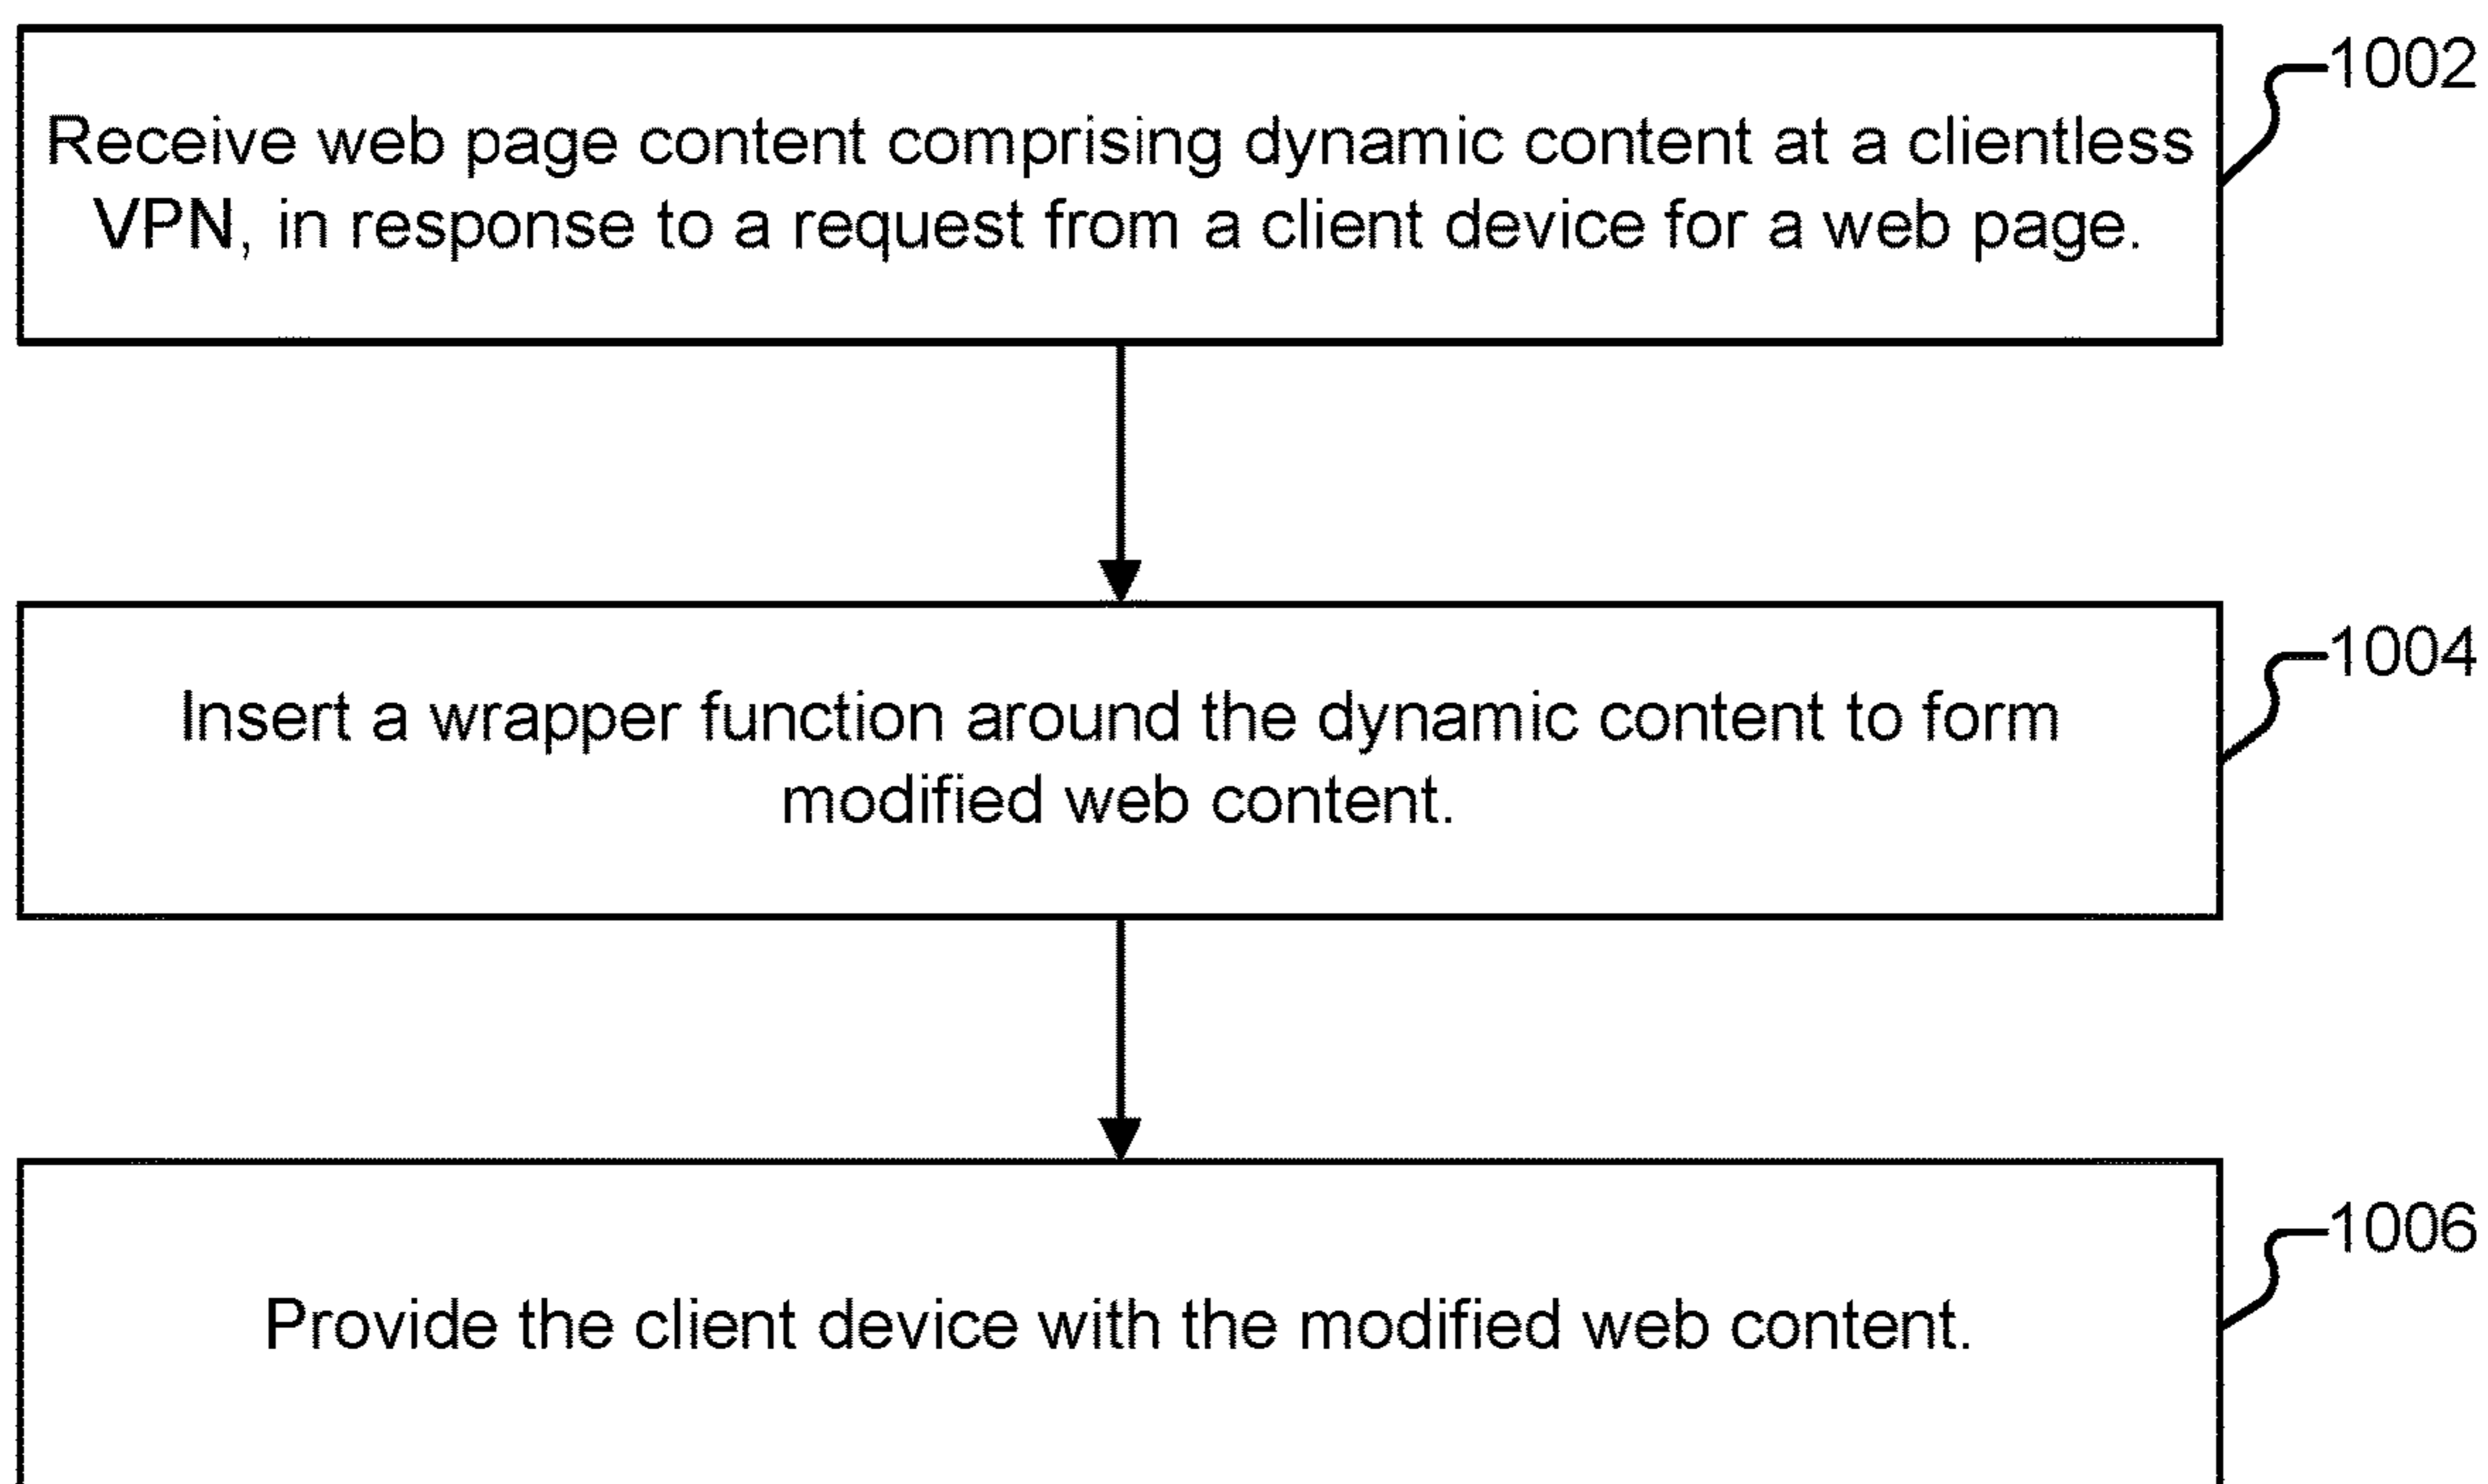 1002
Receive web page content comprising dynamic content at a clientless
VPN, in response to a request from a client device for a web page.
1004
Insert a wrapper function around the dynamic content to form
modified web content.
1006
Provide the client device with the modified web content.